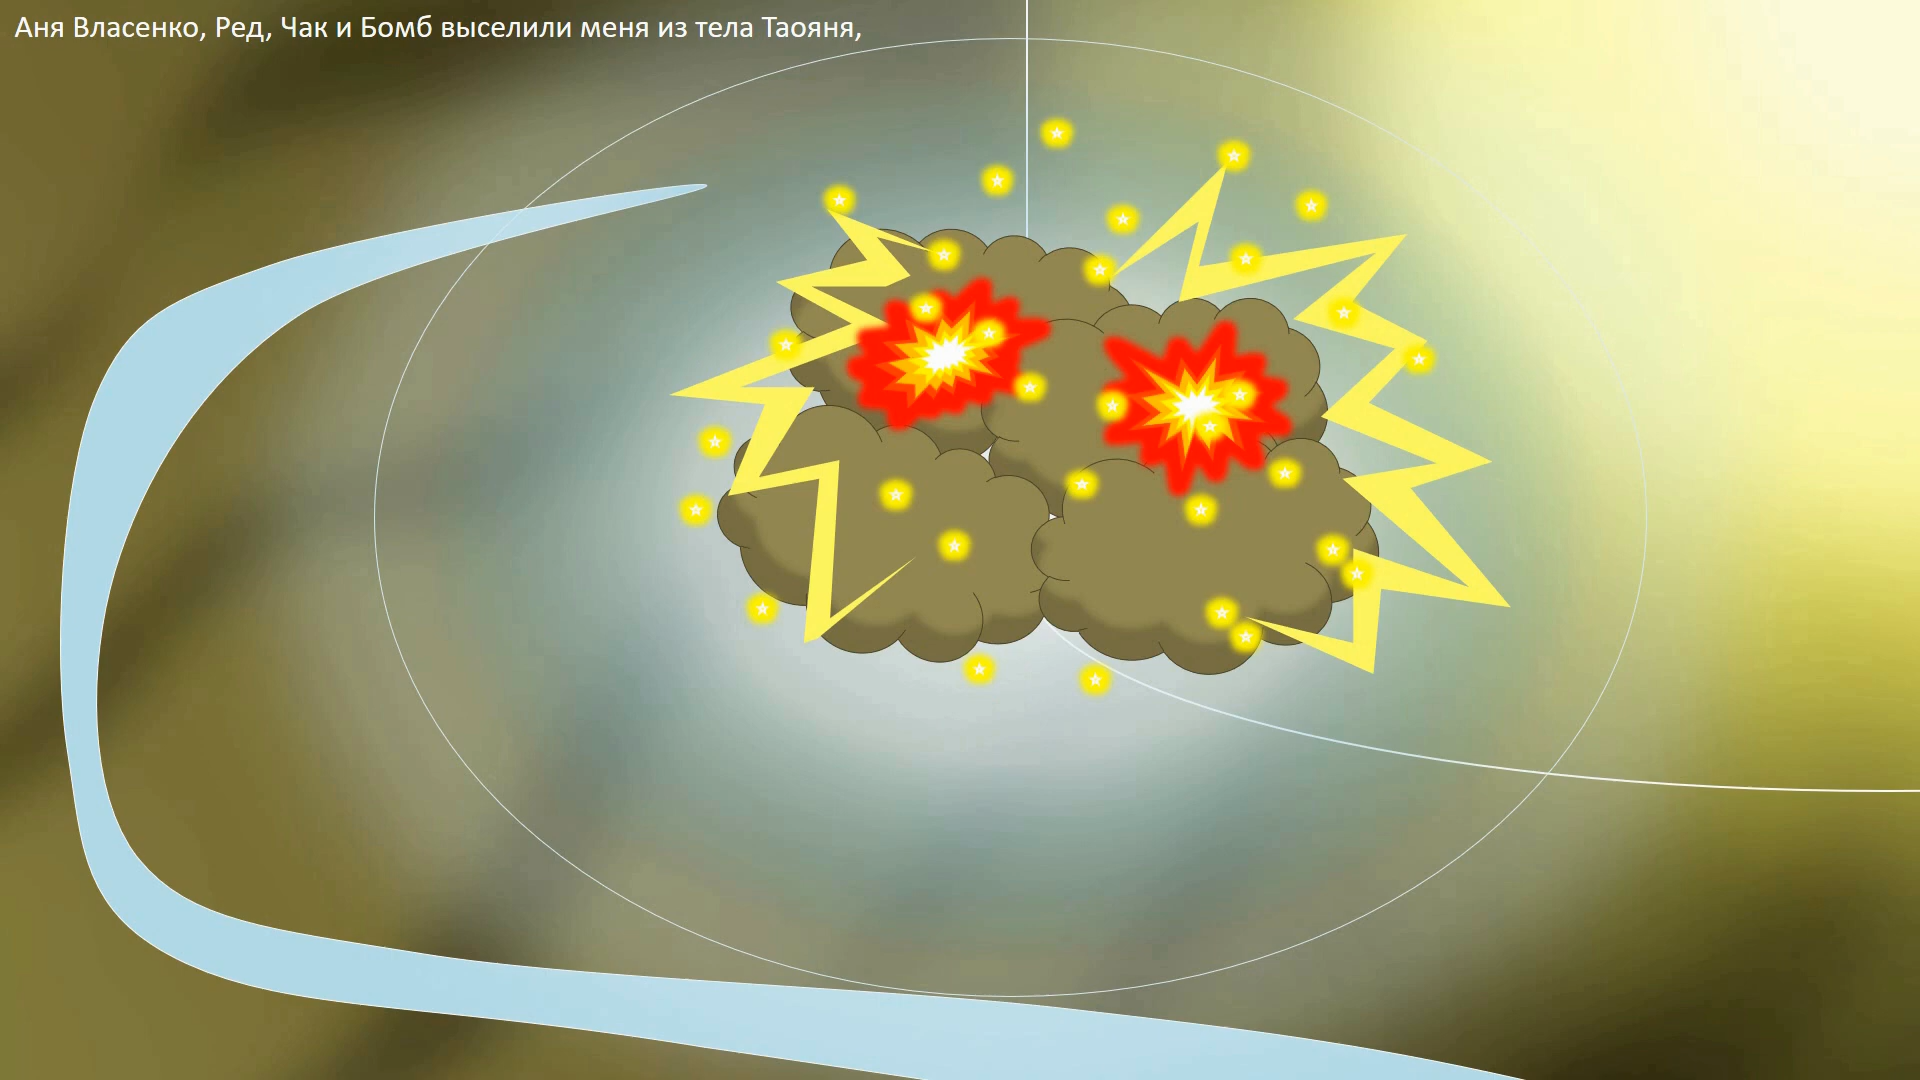 Аня Власенко, Ред, Чак и Бомб выселили меня из тела Таояня,